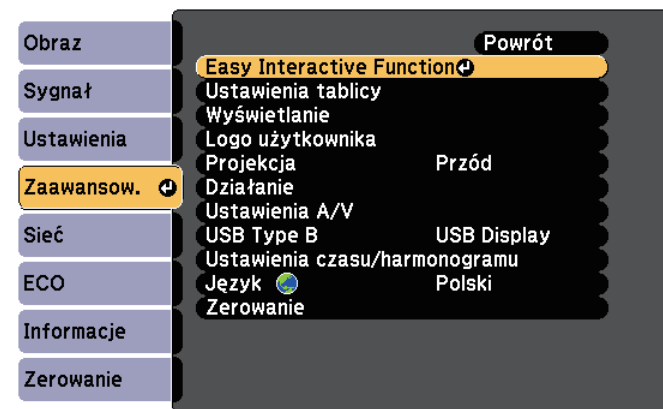 Obraz
Sygnał
Ustawienia
Zaawansow.
Sieć
ECO
Informacje
Zerowanie
Powrót
Easy Interactive Function
Ustawienia tablicy
Wyświetlanie
Logo użytkownika
Projekcja Przód
Działanie
Ustawienia A/V
USB Type B USB Display
Ustawienia czasu/harmonogramu
Język Polski
Zerowanie